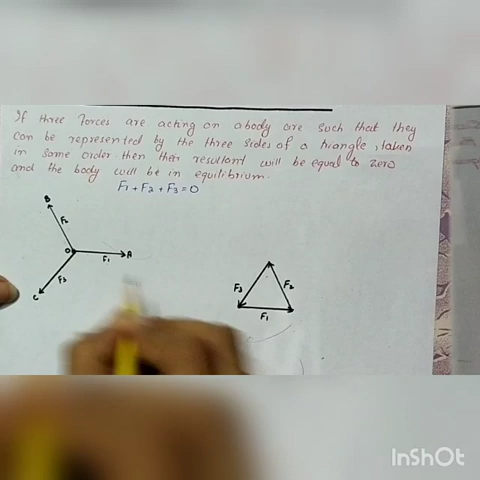 If three Forces are acting on a body are such that they
can be represented by the three sides of a triangle, taken
in same order then their resultant will be equal to zero
and the body will be in equilibrium.
F1 + F2 + F3 = 0
B
F2
O
F1
A
F3
C
F3
F2
F1
InShOt